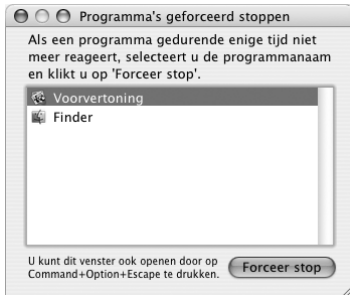 Programma's geforceerd stoppen
Als een programma gedurende enige tijd niet
meer reageert, selecteert u de programmanaam
en klikt u op 'Forceer stop'.
Voorvertoning
Finder
U kunt dit venster ook openen door op
Command+Option+Escape te drukken.
Forceer stop